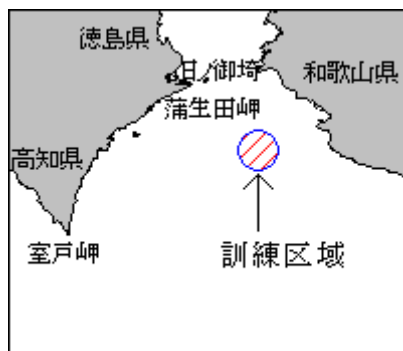 徳島県
日ノ御埼
和歌山県
蒲生田岬
高知県
室戸岬
訓練区域